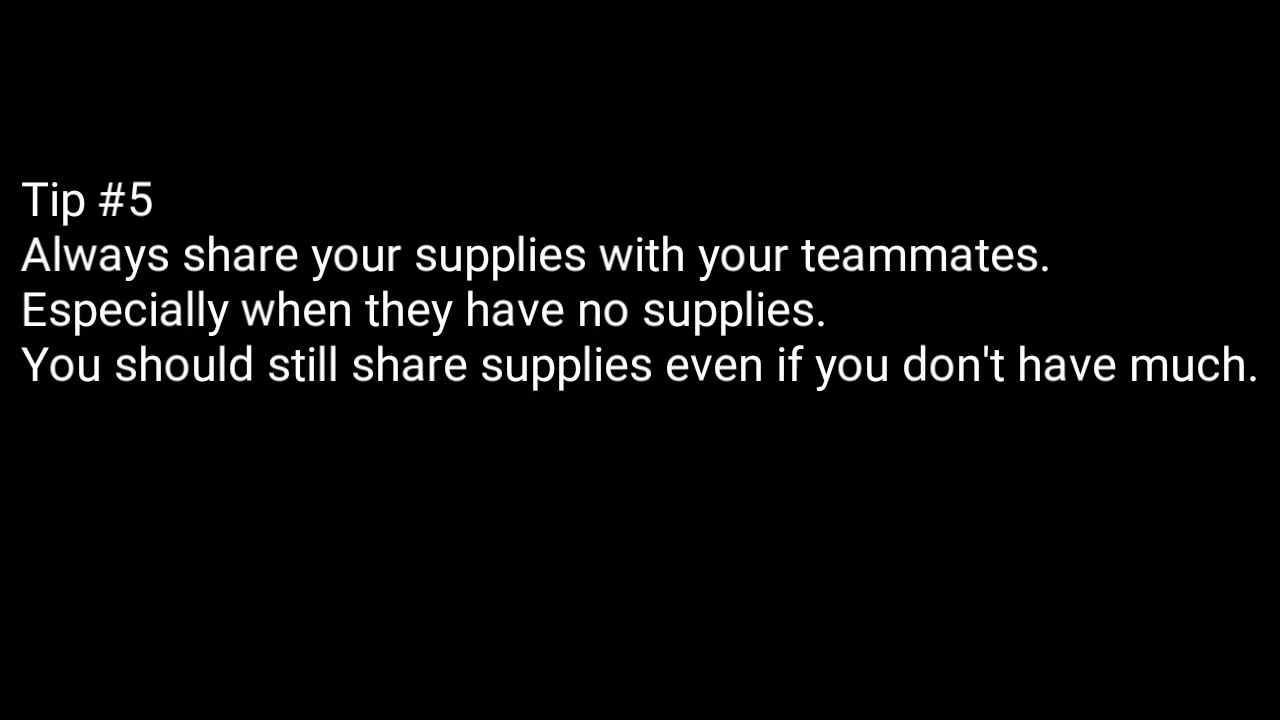 Tip #5
Always share your supplies with your teammates.
Especially when they have no supplies.
You should still share supplies even if you don't have much.